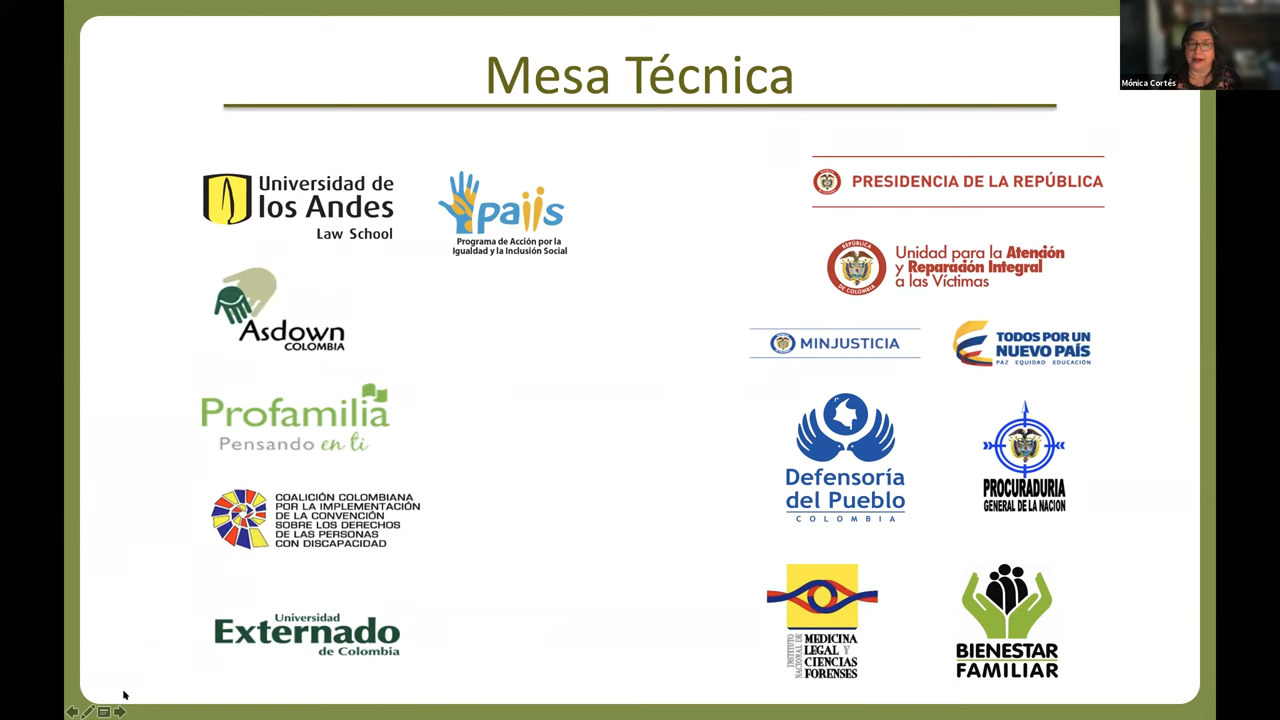 Mesa Técnica
Mónica Cortés
Universidad de
los Andes
Law School
paiis
Programa de Acción por la
Igualdad y la Inclusión Social
Asdown
COLOMBIA
Profamilia
Pensando en ti
COALICIÓN COLOMBIANA
POR LA IMPLEMENTACIÓN
DE LA CONVENCIÓN
SOBRE LOS DERECHOS
DE LAS PERSONAS
CON DISCAPACIDAD
Universidad
Externado
de Colombia
PRESIDENCIA DE LA REPÚBLICA
REPÚBLICA
DE COLOMBIA
Unidad para la Atención
y Reparación Integral
a las Víctimas
MINJUSTICIA
TODOS POR UN
NUEVO PAÍS
PAZ EQUIDAD EDUCACIÓN
Defensoría
del Pueblo
COLOMBIA
PROCURADURIA
GENERAL DE LA NACION
INSTITUTO
NACIONAL DE
MEDICINA
LEGAL Y
CIENCIAS
FORENSES
BIENESTAR
FAMILIAR